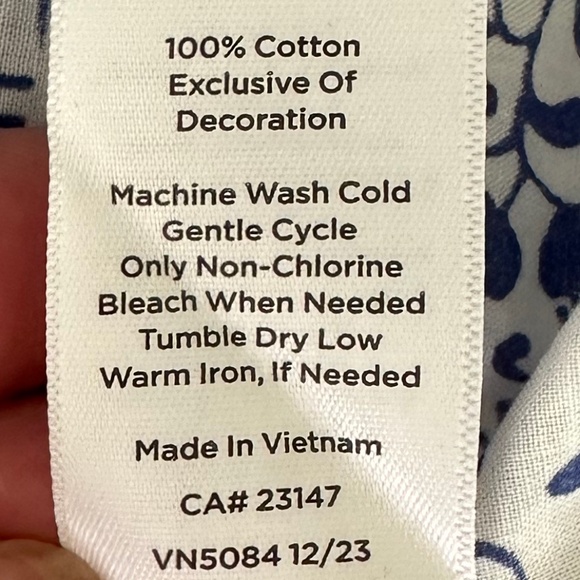 100% Cotton
Exclusive Of
Decoration
Machine Wash Cold
Gentle Cycle
Only Non-Chlorine
Bleach When Needed
Tumble Dry Low
Warm Iron, If Needed
Made In Vietnam
CA# 23147
VN5084 12/23